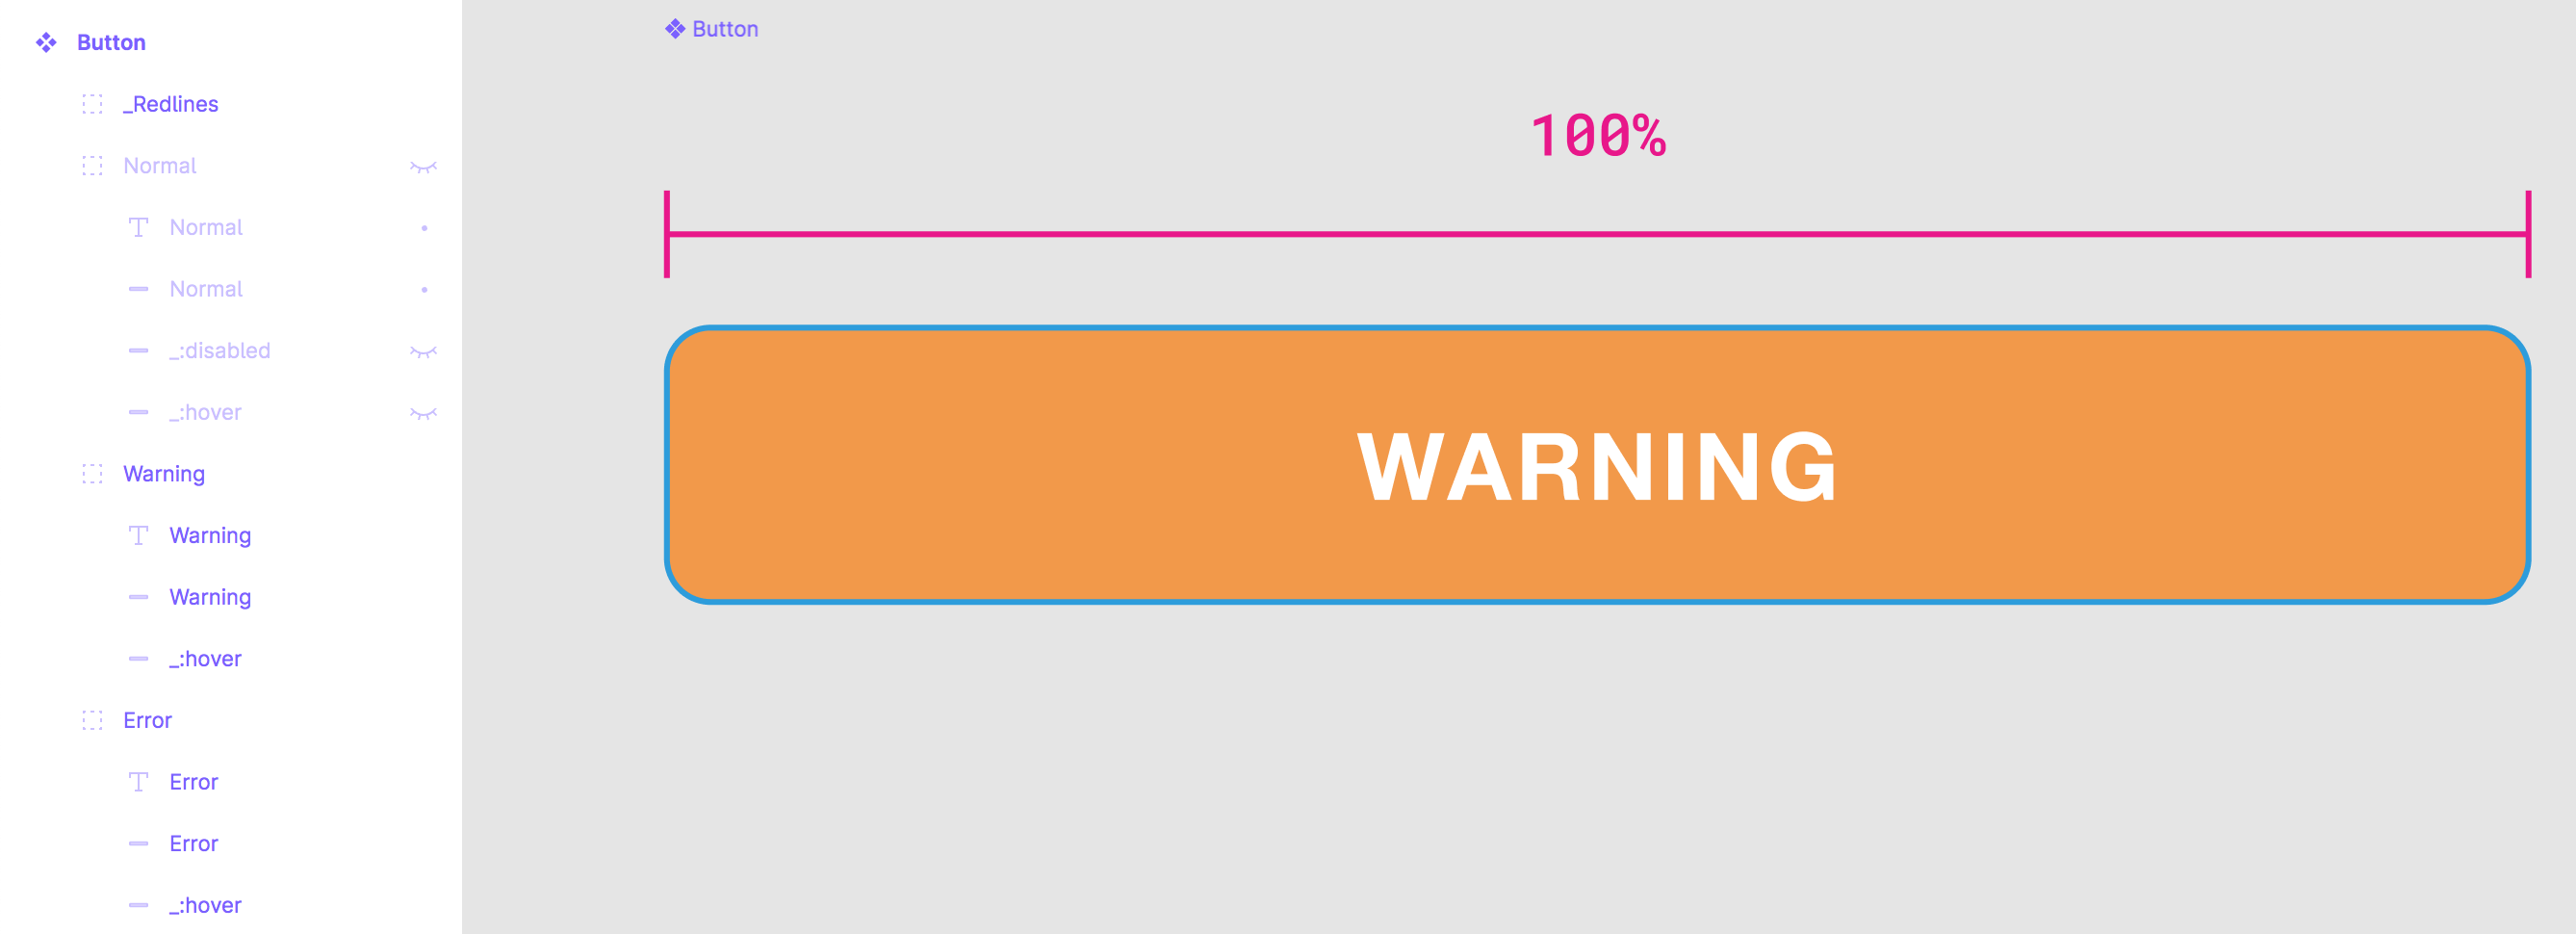 Button
_Redlines
Normal
Normal
Normal
_:disabled
_:hover
Warning
Warning
Warning
_:hover
Error
Error
Error
_:hover
Button
100%
WARNING